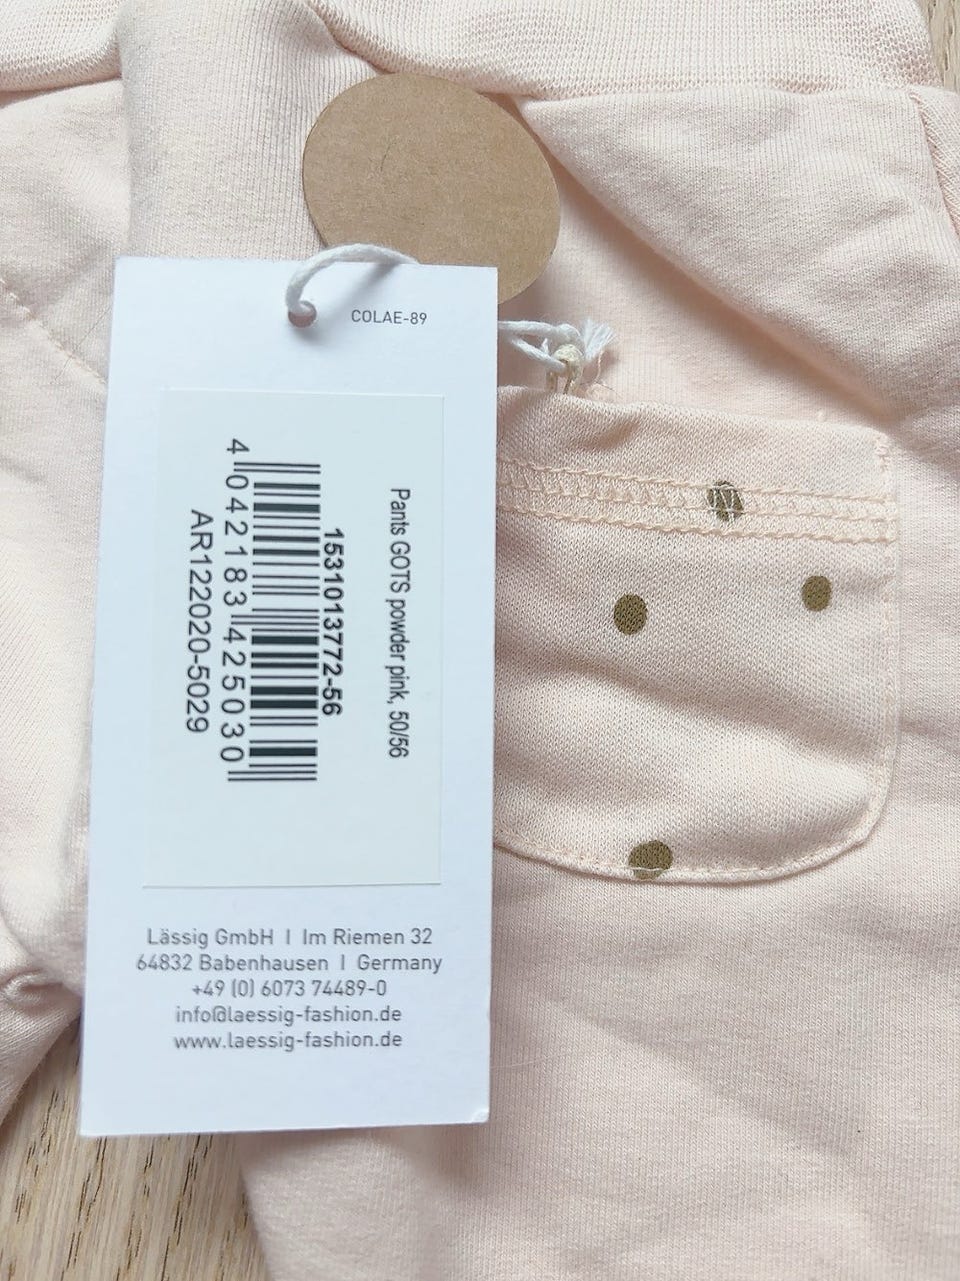 COLAE-89
Pants GOTS powder pink, 50/56
1531013772-56
4 042183 425030
AR122020-5029
Lässig GmbH | Im Riemen 32
64832 Babenhausen | Germany
+49 (0) 6073 74489-0
info@laessig-fashion.de
www.laessig-fashion.de